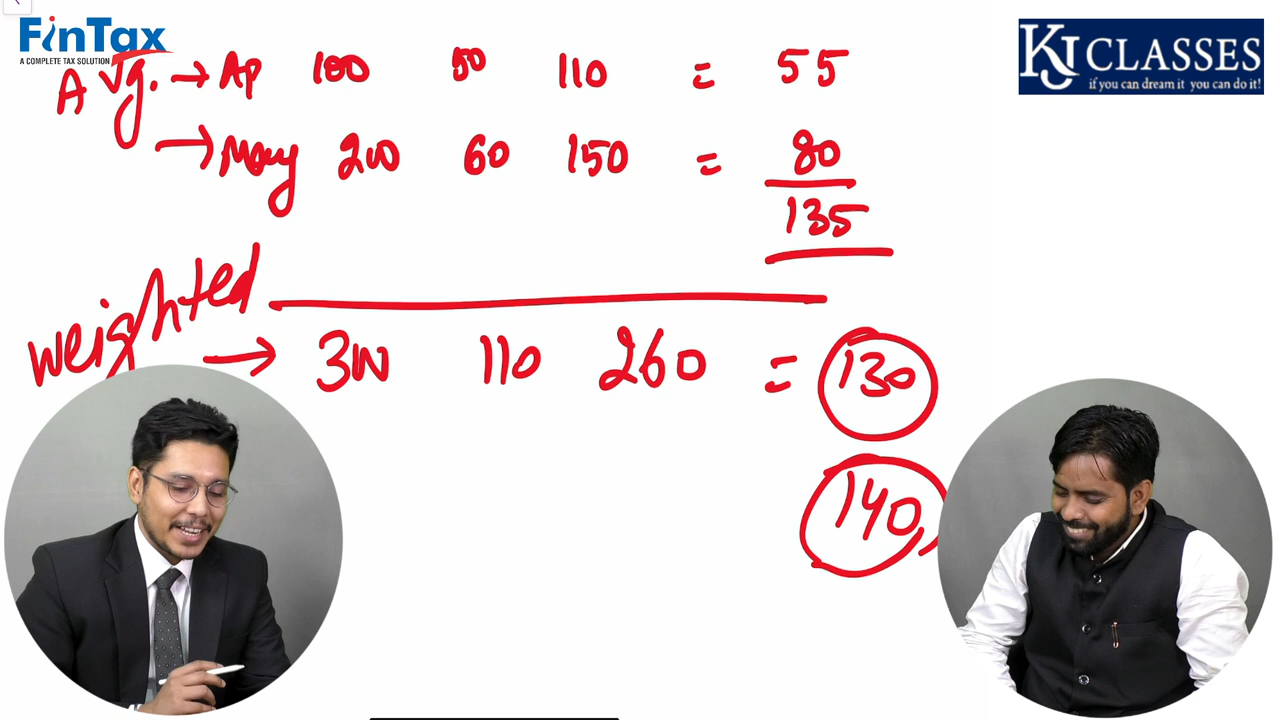 FinTax
A COMPLETE TAX SOLUTION
KJ CLASSES
if you can dream it you can do it!
Avg. → Ap 100 50 110 = 55
→ May 200 60 150 = 80
135
weighted
→ 300 110 260 = 130
140